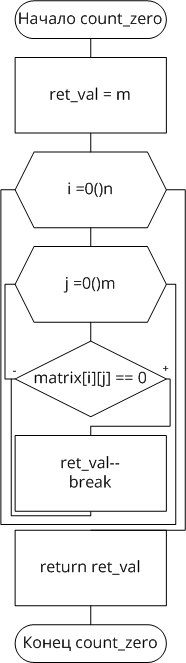 Начало count_zero
ret_val = m
i =0()n
j =0()m
-
+
matrix[i][j] == 0
ret_val--
break
return ret_val
Конец count_zero